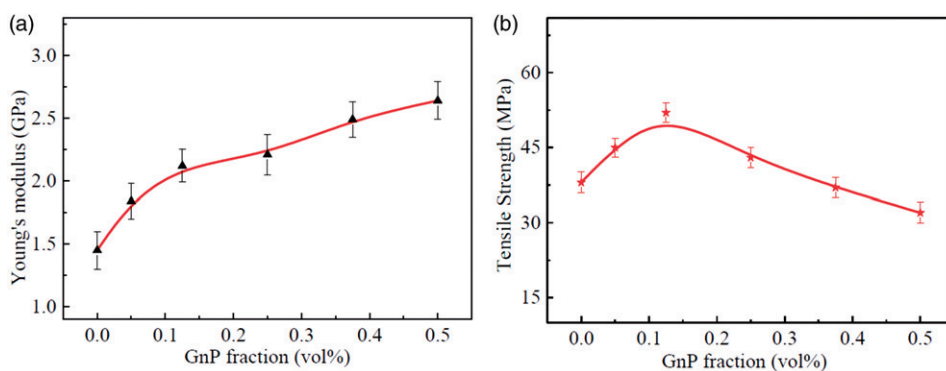 (a)
Young's modulus (GPa)
3.0
2.5
2.0
1.5
1.0
0.0 0.1 0.2 0.3 0.4 0.5
GnP fraction (vol%)
(b)
Tensile Strength (MPa)
60
45
30
15
0.0 0.1 0.2 0.3 0.4 0.5
GnP fraction (vol%)